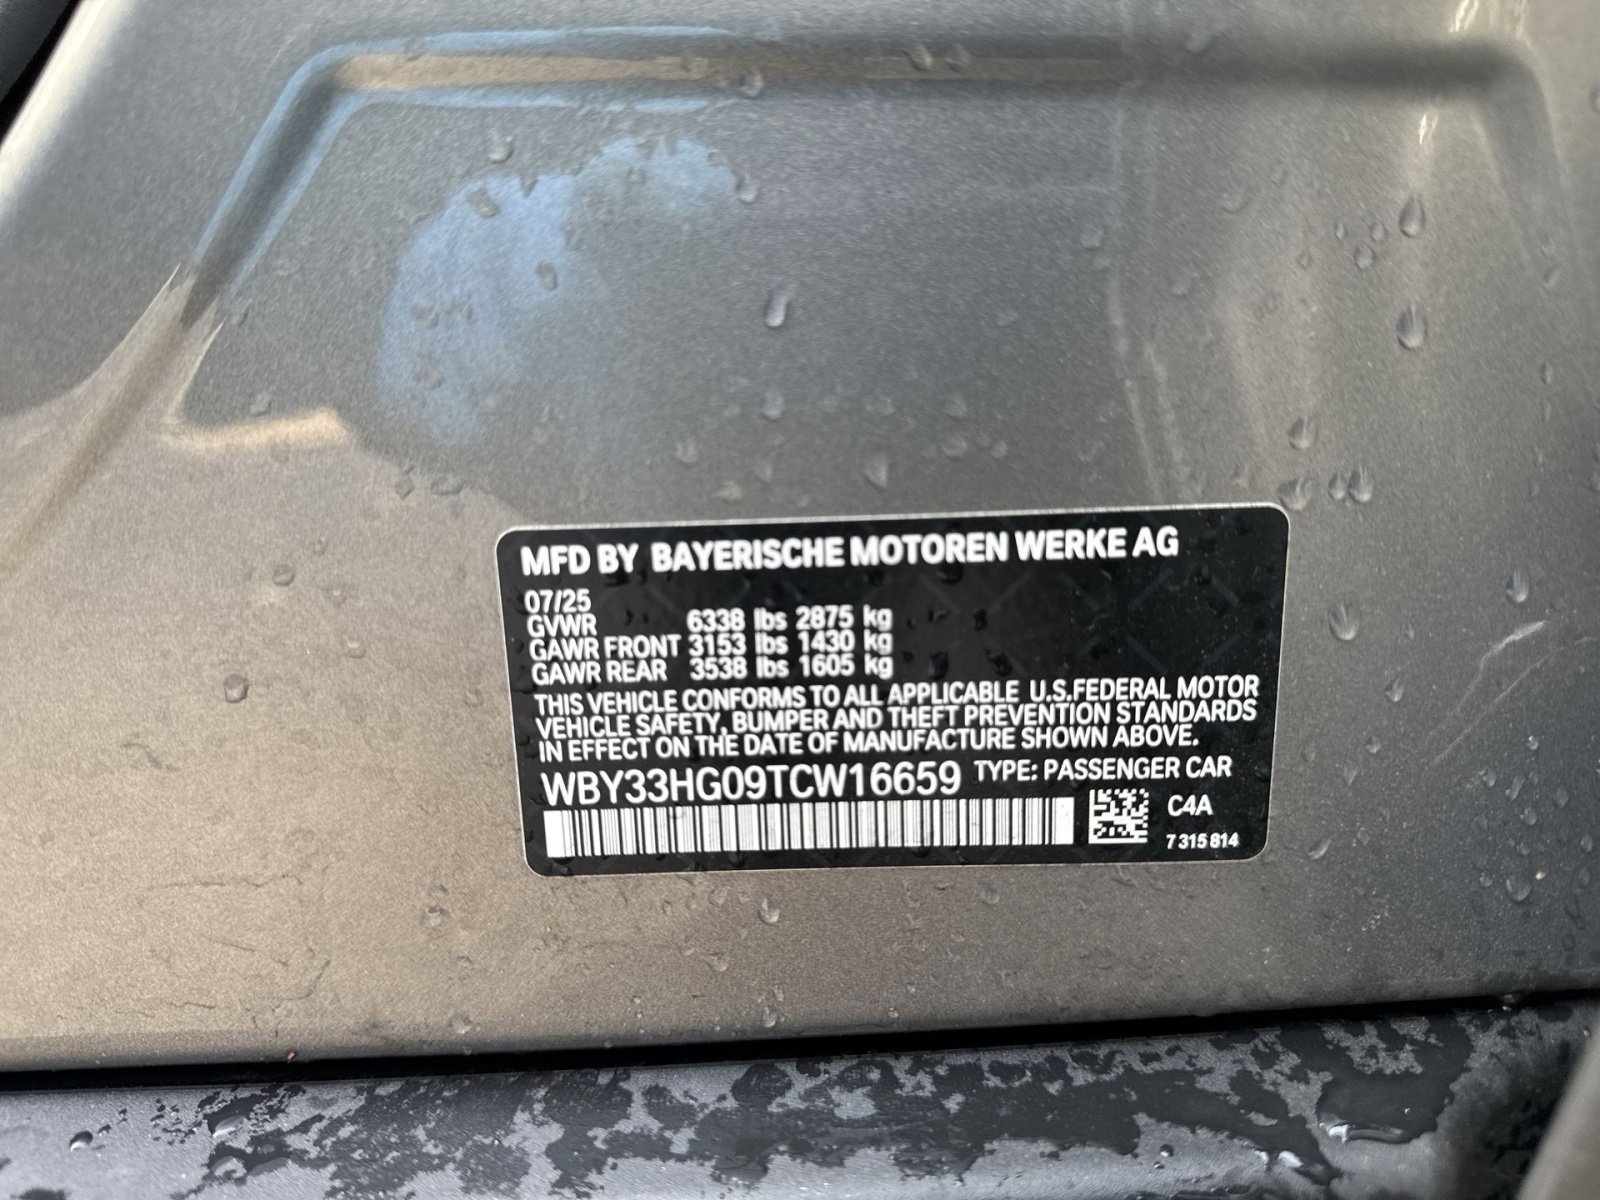 MFD BY BAYERISCHE MOTOREN WERKE AG
07/25
GVWR 6338 lbs 2875 kg
GAWR FRONT 3153 lbs 1430 kg
GAWR REAR 3538 lbs 1605 kg
THIS VEHICLE CONFORMS TO ALL APPLICABLE U.S.FEDERAL MOTOR
VEHICLE SAFETY, BUMPER AND THEFT PREVENTION STANDARDS
IN EFFECT ON THE DATE OF MANUFACTURE SHOWN ABOVE.
WBY33HG09TCW16659 TYPE: PASSENGER CAR
C4A
7 315 814